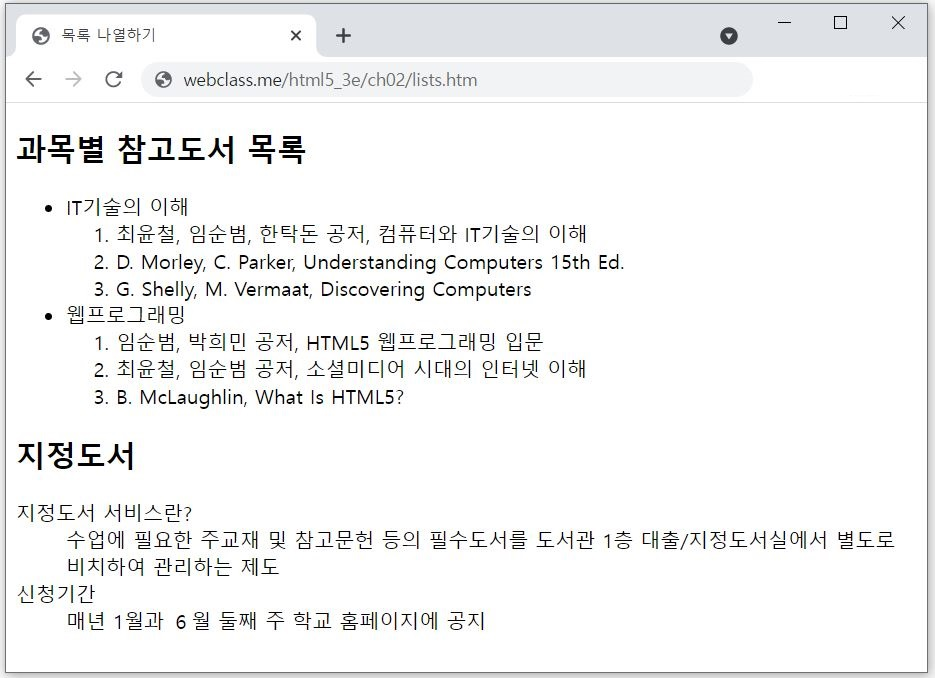 목록 나열하기
webclass.me/html5_3e/ch02/lists.htm
과목별 참고도서 목록
• IT기술의 이해
1. 최윤철, 임순범, 한탁돈 공저, 컴퓨터와 IT기술의 이해
2. D. Morley, C. Parker, Understanding Computers 15th Ed.
3. G. Shelly, M. Vermaat, Discovering Computers
• 웹프로그래밍
1. 임순범, 박희민 공저, HTML5 웹프로그래밍 입문
2. 최윤철, 임순범 공저, 소셜미디어 시대의 인터넷 이해
3. B. McLaughlin, What Is HTML5?
지정도서
지정도서 서비스란?
수업에 필요한 주교재 및 참고문헌 등의 필수도서를 도서관 1층 대출/지정도서실에서 별도로
비치하여 관리하는 제도
신청기간
매년 1월과 6월 둘째 주 학교 홈페이지에 공지